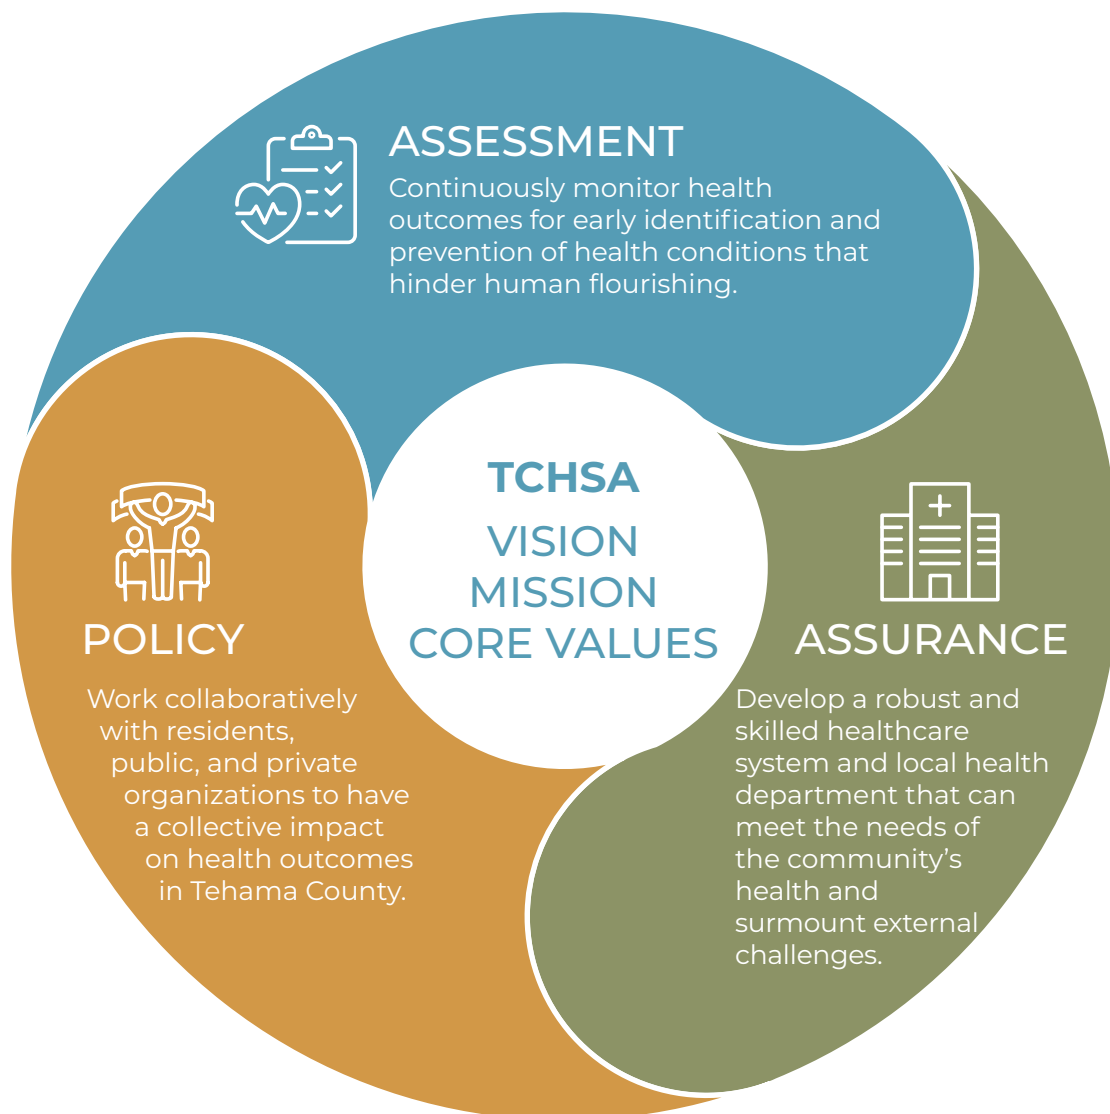 ASSESSMENT
Continuously monitor health
outcomes for early identification and
prevention of health conditions that
hinder human flourishing.
TCHSA
VISION
MISSION
CORE VALUES
POLICY
Work collaboratively
with residents,
public, and private
organizations to have
a collective impact
on health outcomes
in Tehama County.
ASSURANCE
Develop a robust and
skilled healthcare
system and local health
department that can
meet the needs of
the community’s
health and
surmount external
challenges.